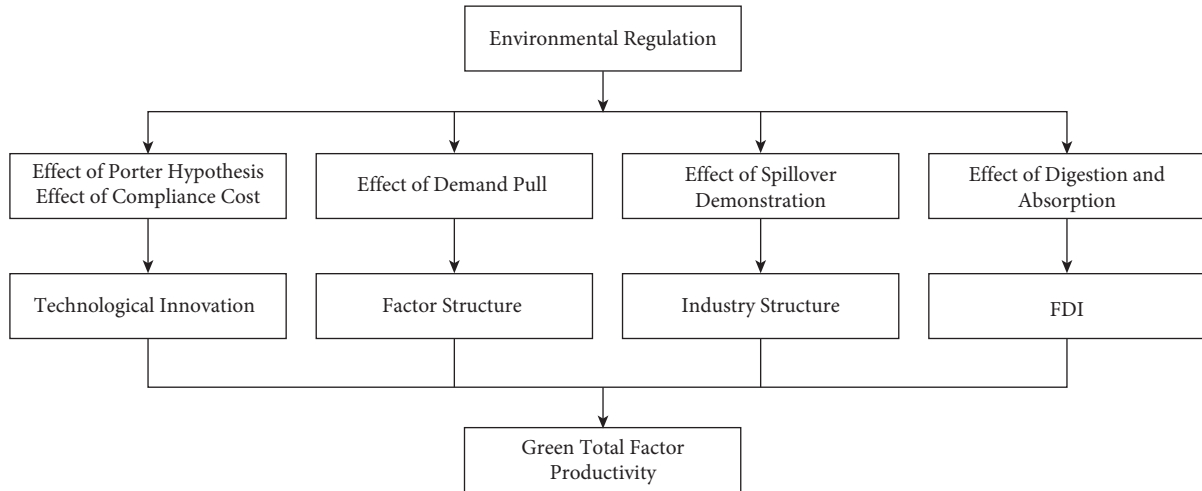 Environmental Regulation
Effect of Porter Hypothesis
Effect of Compliance Cost
Effect of Demand Pull
Effect of Spillover
Demonstration
Effect of Digestion and
Absorption
Technological Innovation
Factor Structure
Industry Structure
FDI
Green Total Factor
Productivity